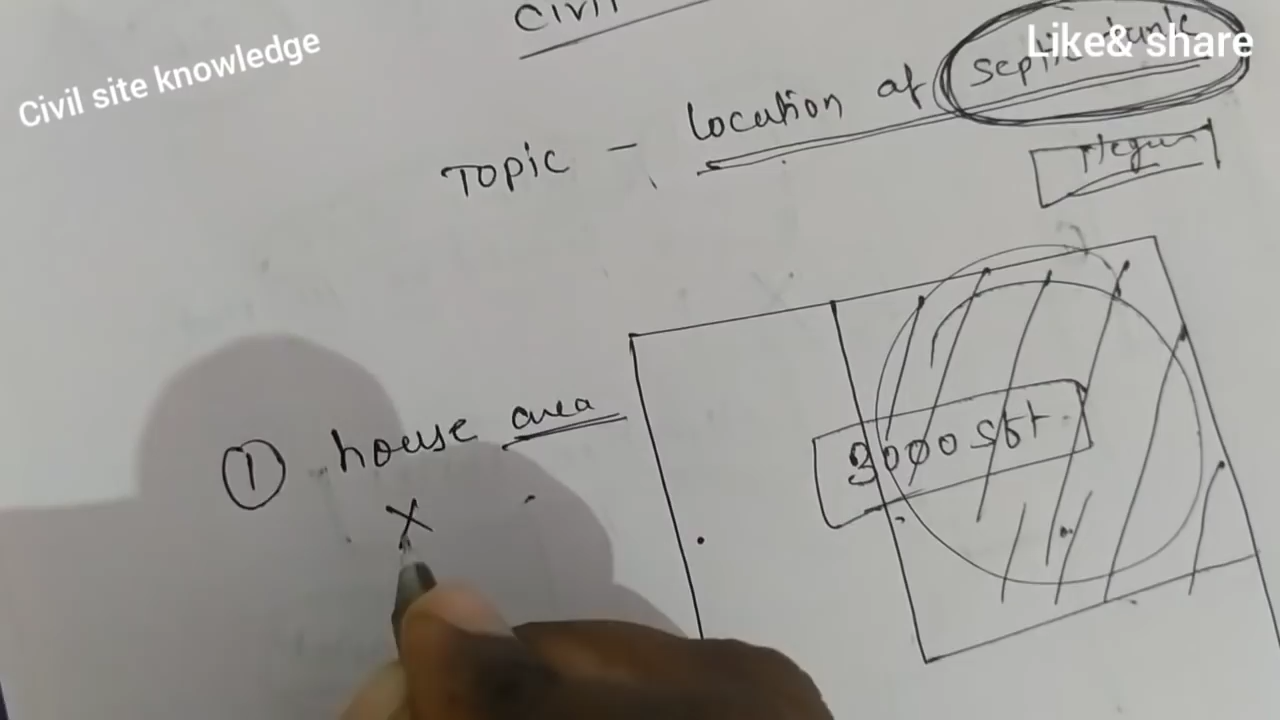 Civil
Civil site knowledge
Like& share
Topic - location of septic tank
① house area
3000 sft
X